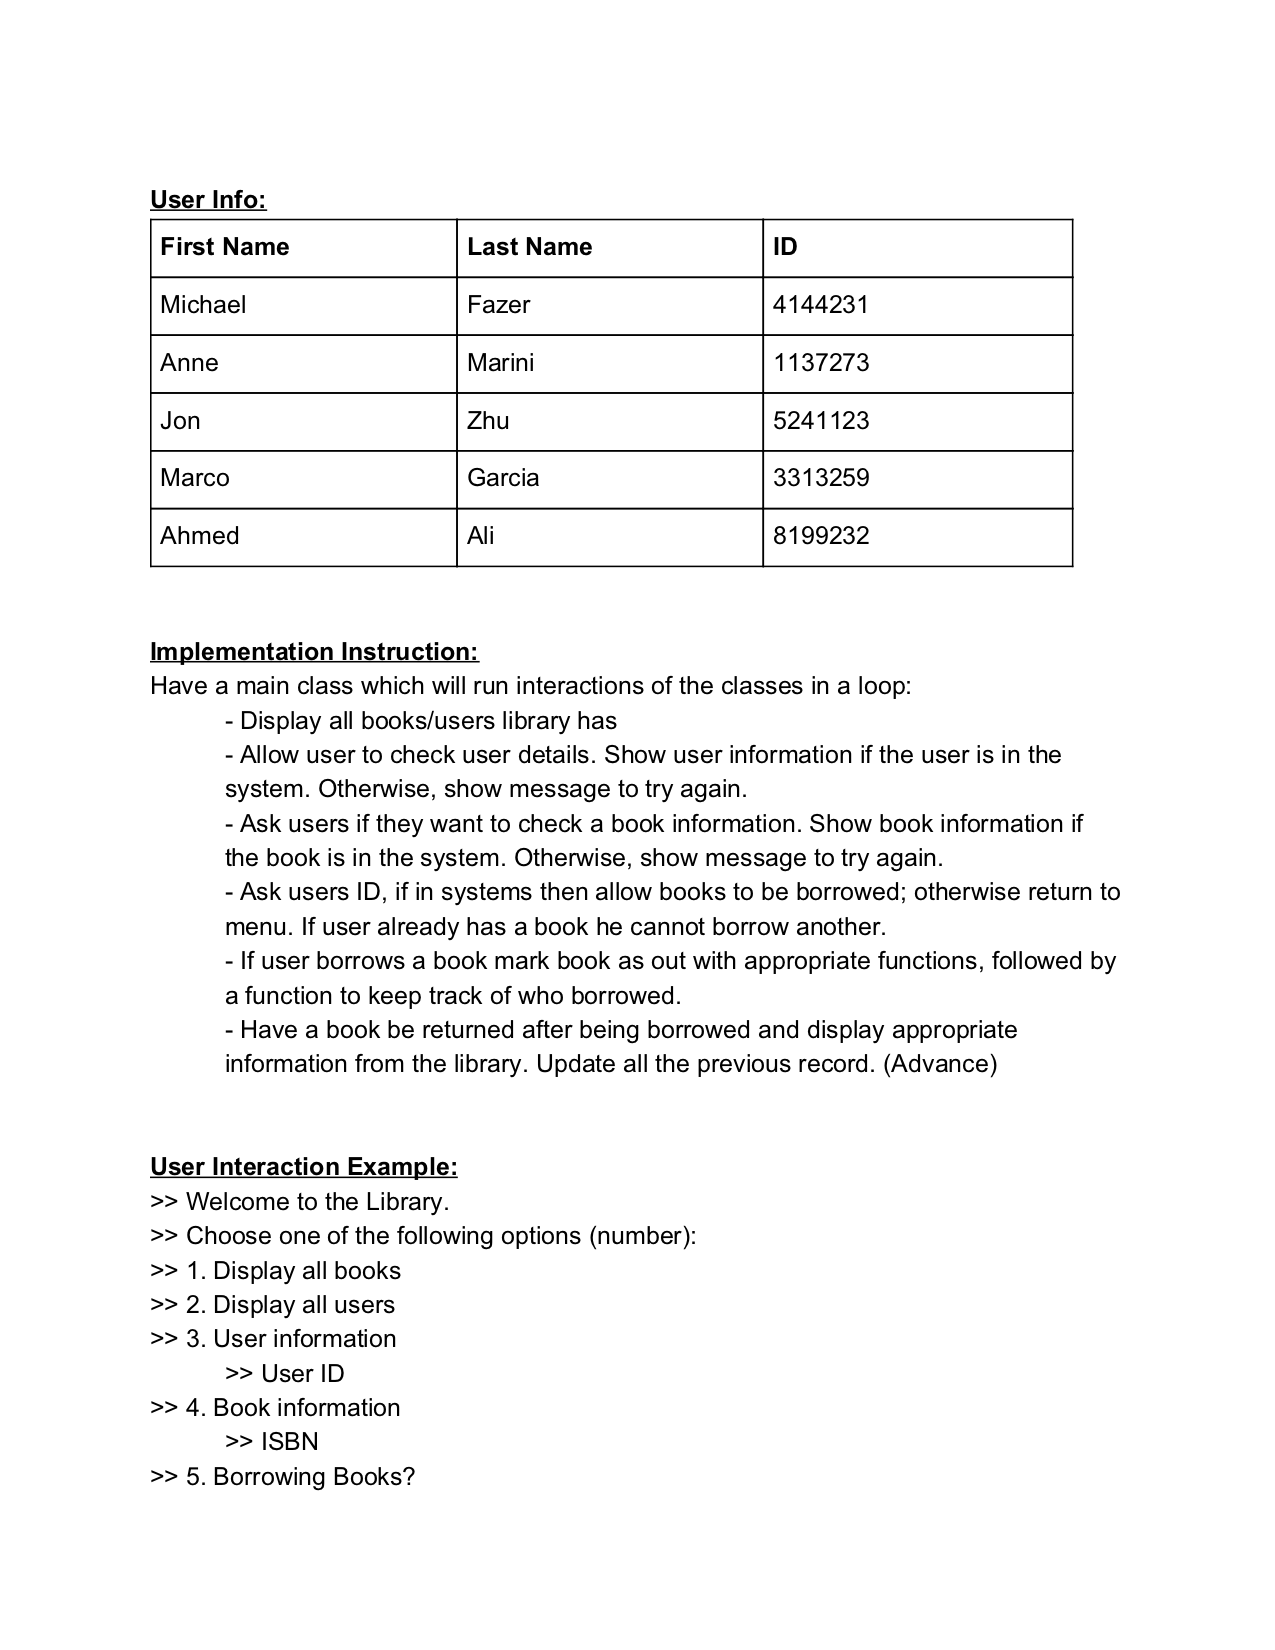 User Info:
First Name Last Name ID
Michael Fazer 4144231
Anne Marini 1137273
Jon Zhu 5241123
Marco Garcia 3313259
Ahmed Ali 8199232
Implementation Instruction:
Have a main class which will run interactions of the classes in a loop:
- Display all books/users library has
- Allow user to check user details. Show user information if the user is in the
system. Otherwise, show message to try again.
- Ask users if they want to check a book information. Show book information if
the book is in the system. Otherwise, show message to try again.
- Ask users ID, if in systems then allow books to be borrowed; otherwise return to
menu. If user already has a book he cannot borrow another.
- If user borrows a book mark book as out with appropriate functions, followed by
a function to keep track of who borrowed.
- Have a book be returned after being borrowed and display appropriate
information from the library. Update all the previous record. (Advance)
User Interaction Example:
>> Welcome to the Library.
>> Choose one of the following options (number):
>> 1. Display all books
>> 2. Display all users
>> 3. User information
>> User ID
>> 4. Book information
>> ISBN
>> 5. Borrowing Books?